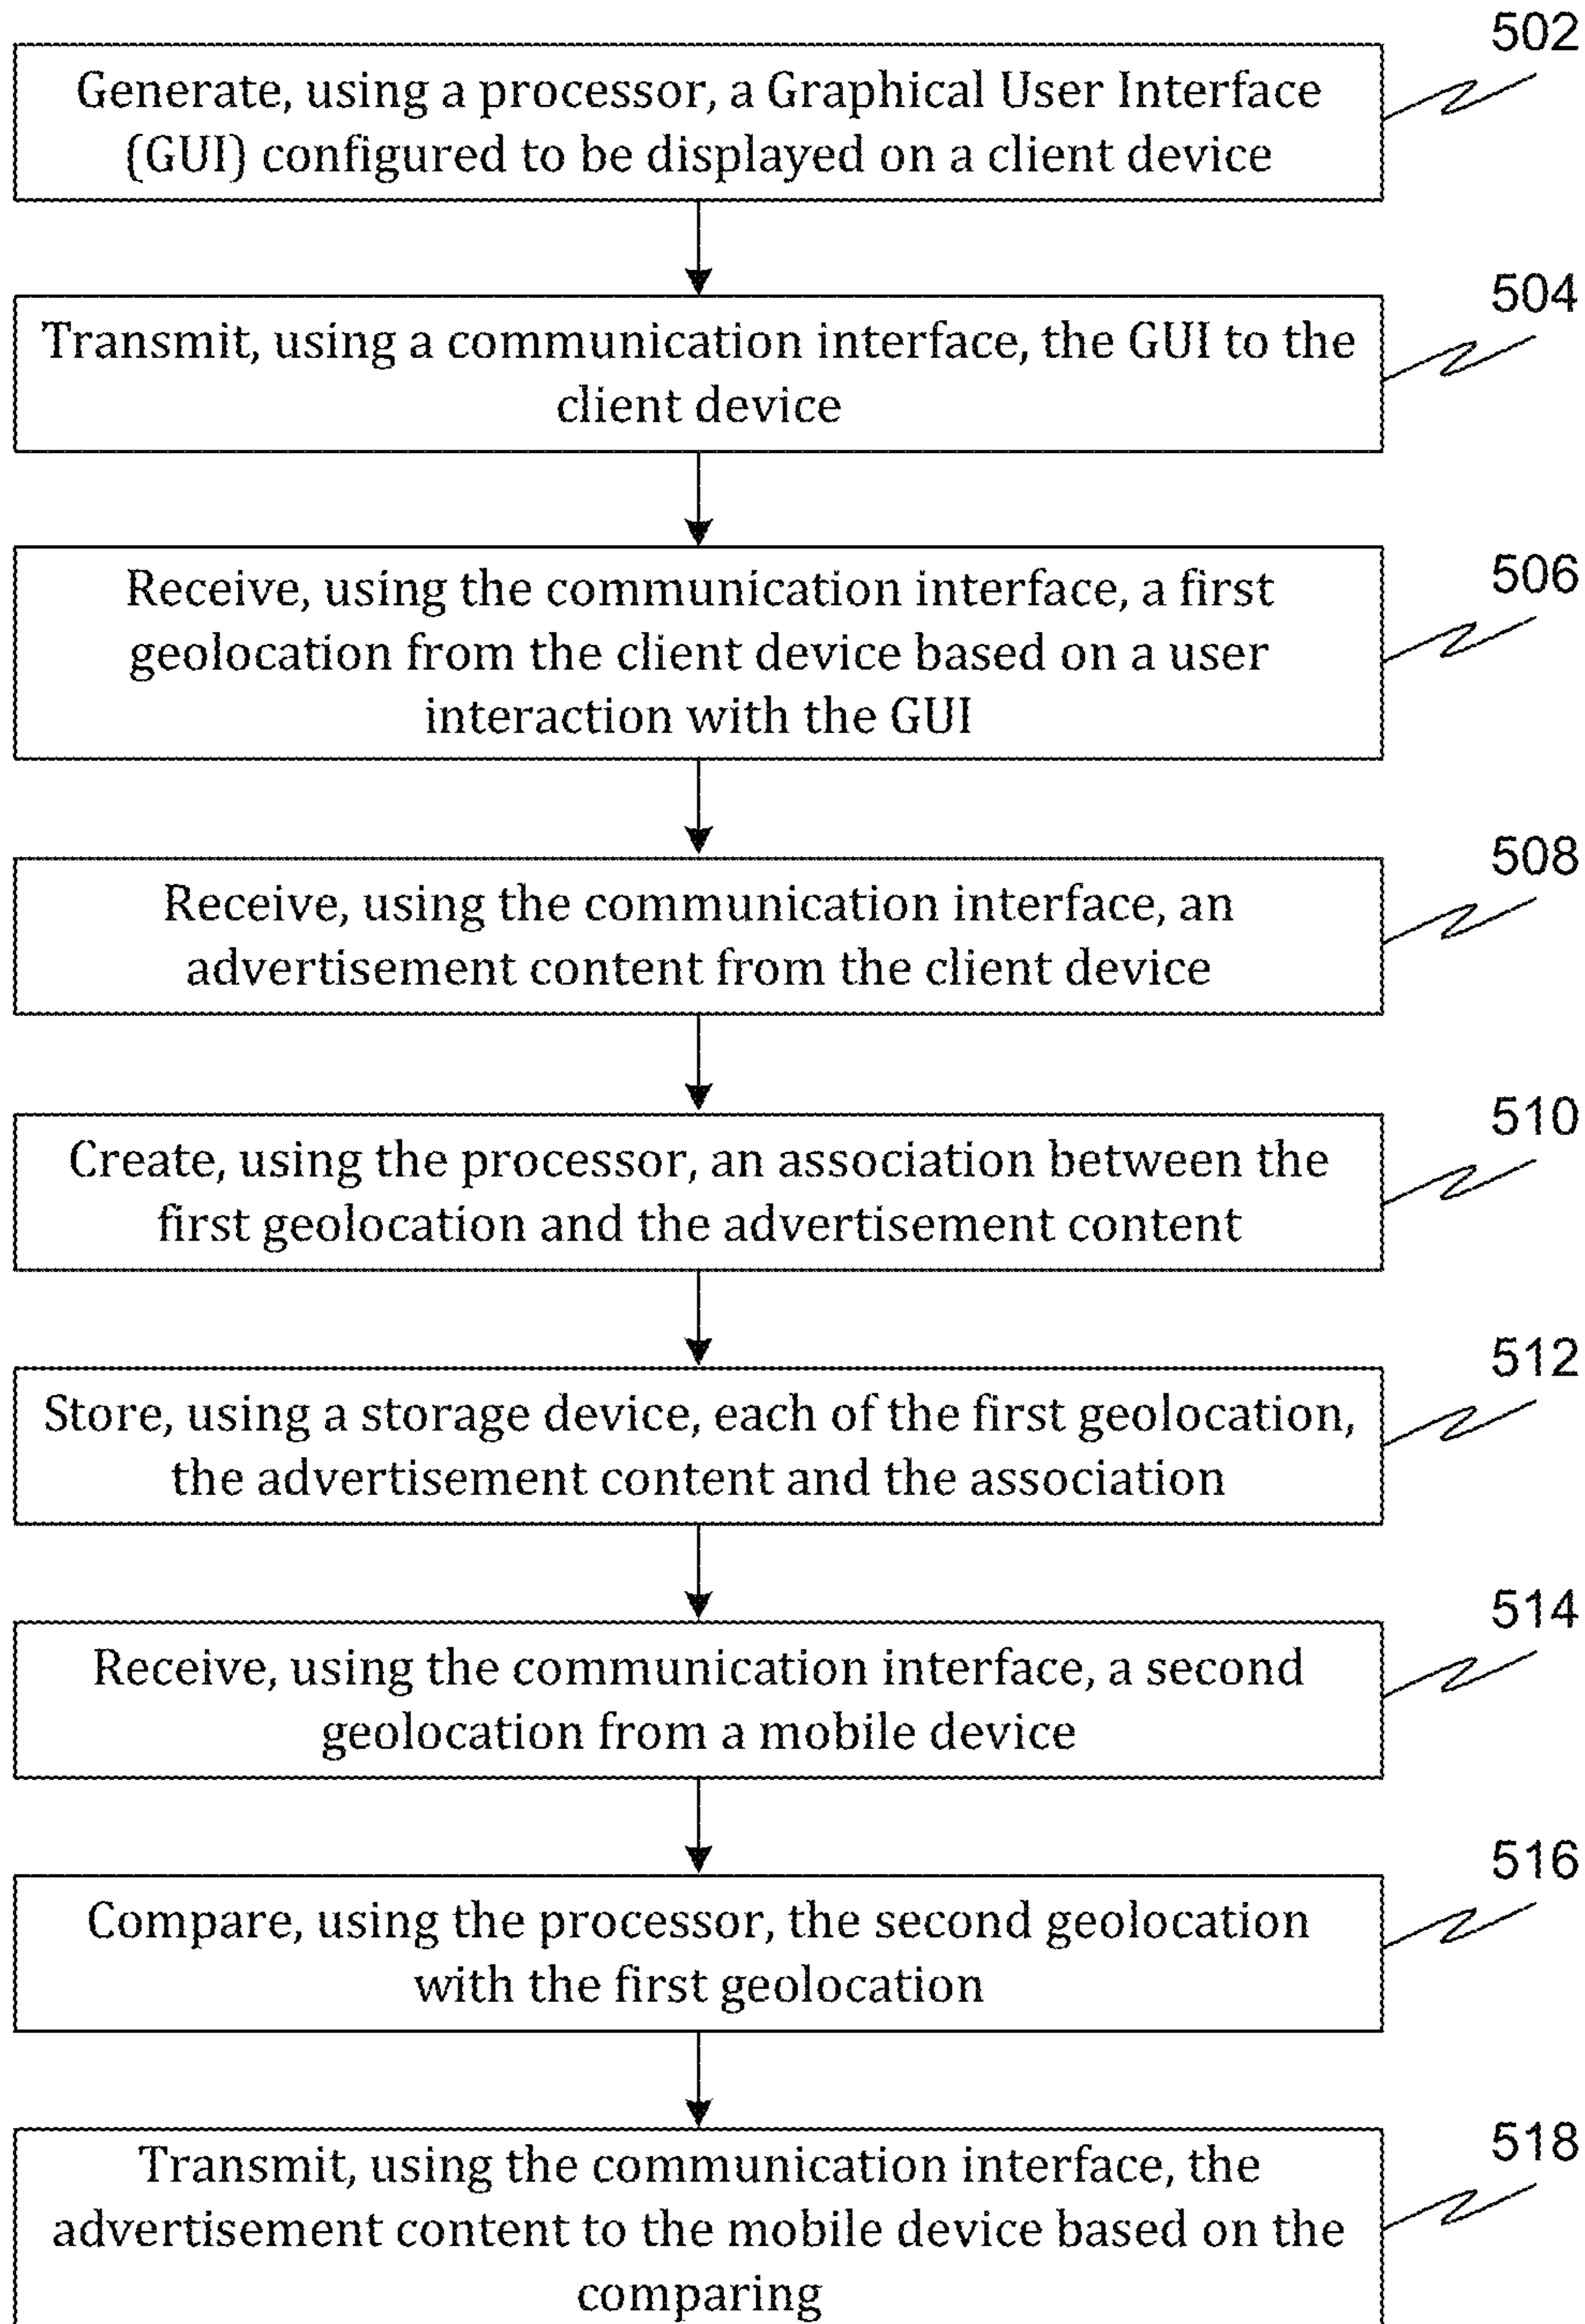 502
Generate, using a processor, a Graphical User Interface
(GUI) configured to be displayed on a client device
504
Transmit, using a communication interface, the GUI to the
client device
506
Receive, using the communication interface, a first
geolocation from the client device based on a user
interaction with the GUI
508
Receive, using the communication interface, an
advertisement content from the client device
510
Create, using the processor, an association between the
first geolocation and the advertisement content
512
Store, using a storage device, each of the first geolocation,
the advertisement content and the association
514
Receive, using the communication interface, a second
geolocation from a mobile device
516
Compare, using the processor, the second geolocation
with the first geolocation
518
Transmit, using the communication interface, the
advertisement content to the mobile device based on the
comparing